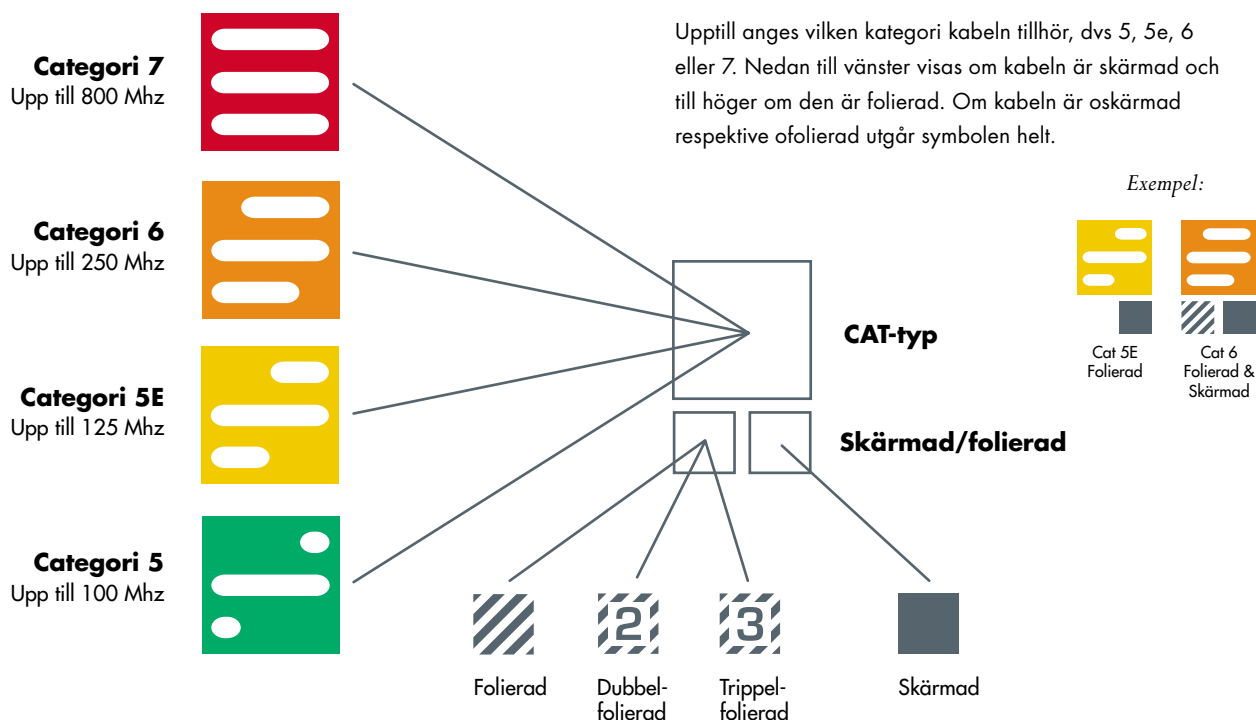 Upptill anges vilken kategori kabeln tillhör, dvs 5, 5e, 6
eller 7. Nedan till vänster visas om kabeln är skärmad och
till höger om den är folierad. Om kabeln är oskärmad
respektive ofolierad utgår symbolen helt.
Categori 7
Upp till 800 Mhz
Categori 6
Upp till 250 Mhz
Categori 5E
Upp till 125 Mhz
Categori 5
Upp till 100 Mhz
CAT-typ
Skärmad/folierad
Exempel:
Cat 5E
Folierad
Cat 6
Folierad &
Skärmad
2
3
Folierad
Dubbel-
folierad
Trippel-
folierad
Skärmad